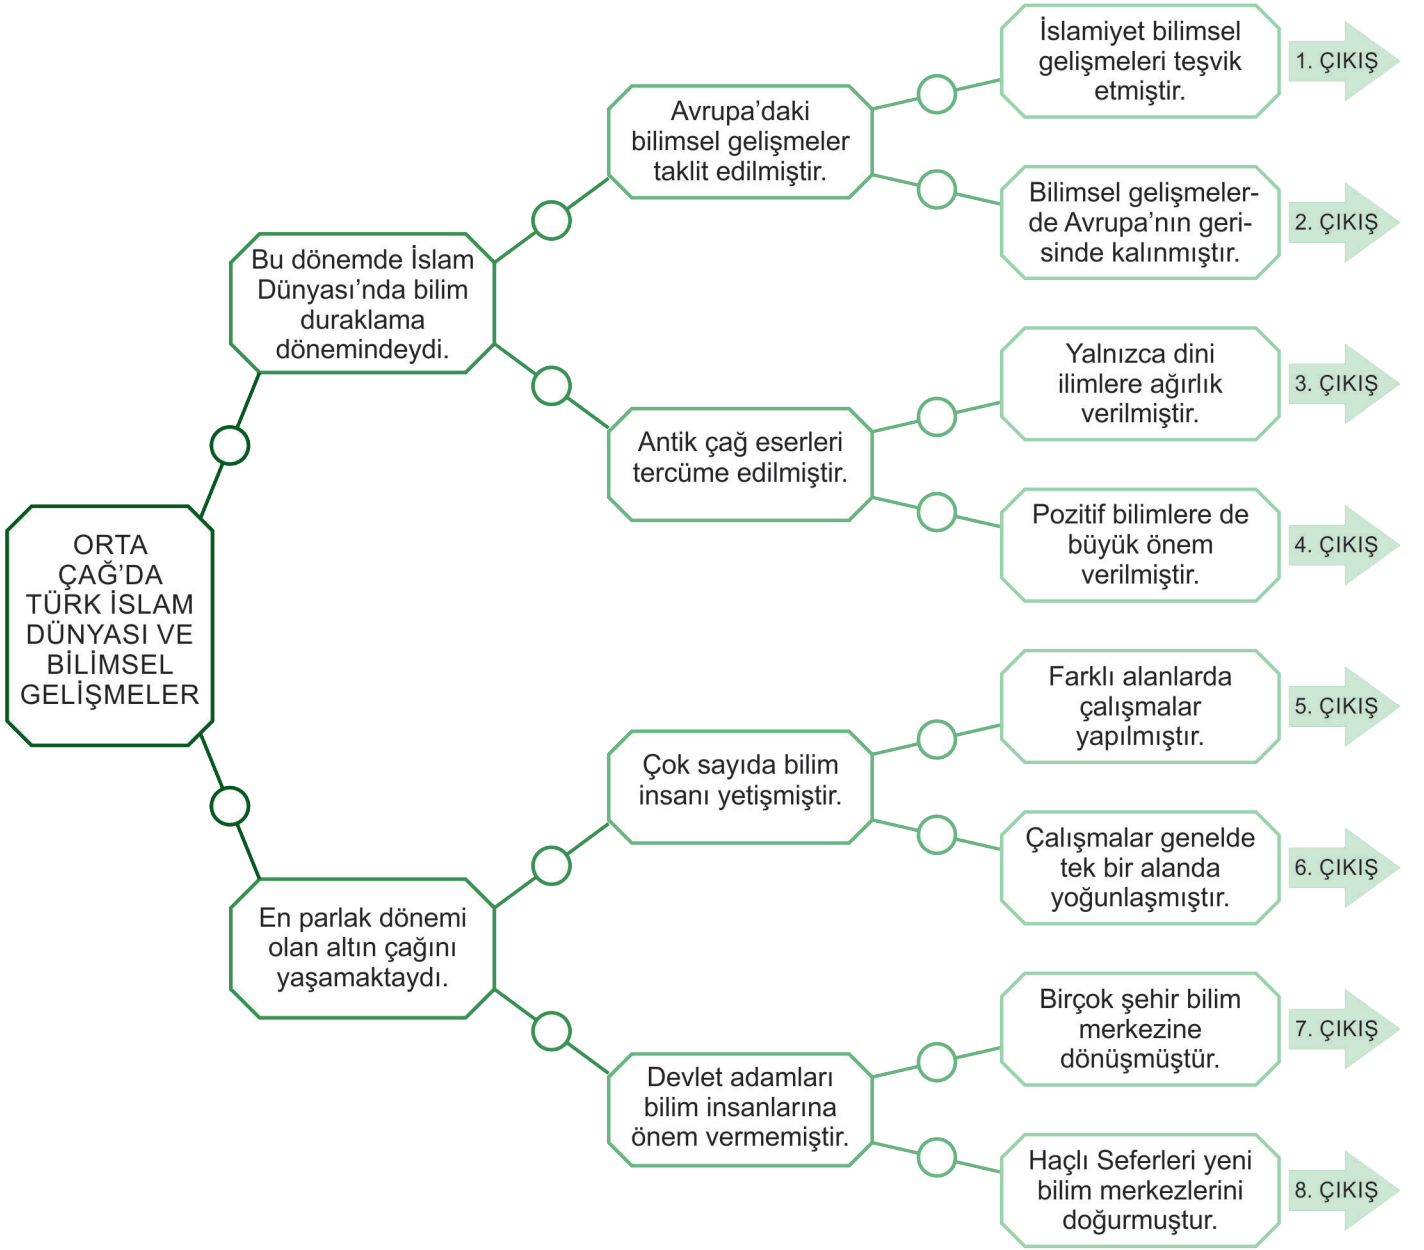 ORTA
ÇAĞ’DA
TÜRK İSLAM
DÜNYASI VE
BİLİMSEL
GELİŞMELER
Bu dönemde İslam
Dünyası’nda bilim
duraklama
dönemindeydi.
En parlak dönemi
olan altın çağını
yaşamaktaydı.
Avrupa’daki
bilimsel gelişmeler
taklit edilmiştir.
Antik çağ eserleri
tercüme edilmiştir.
Çok sayıda bilim
insanı yetişmiştir.
Devlet adamları
bilim insanlarına
önem vermemiştir.
İslamiyet bilimsel
gelişmeleri teşvik
etmiştir.
1. ÇIKIŞ
Bilimsel gelişmeler-
de Avrupa’nın geri-
sinde kalınmıştır.
2. ÇIKIŞ
Yalnızca dini
ilimlere ağırlık
verilmiştir.
3. ÇIKIŞ
Pozitif bilimlere de
büyük önem
verilmiştir.
4. ÇIKIŞ
Farklı alanlarda
çalışmalar
yapılmıştır.
5. ÇIKIŞ
Çalışmalar genelde
tek bir alanda
yoğunlaşmıştır.
6. ÇIKIŞ
Birçok şehir bilim
merkezine
dönüşmüştür.
7. ÇIKIŞ
Haçlı Seferleri yeni
bilim merkezlerini
doğurmuştur.
8. ÇIKIŞ